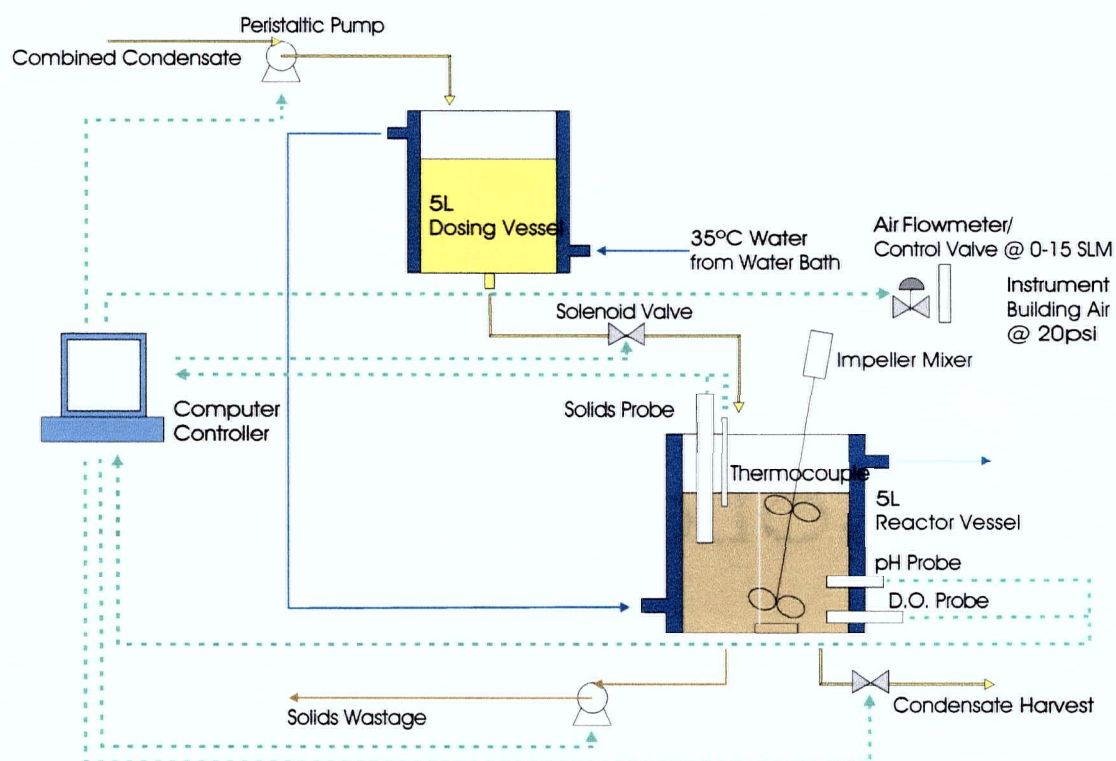 Peristaltic Pump
Combined Condensate
5L
Dosing Vessel
35°C Water
from Water Bath
Air Flowmeter/
Control Valve @ 0-15 SLM
Instrument
Building Air
@ 20psi
Solenoid Valve
Impeller Mixer
Computer
Controller
Solids Probe
Thermocouple
5L
Reactor Vessel
pH Probe
D.O. Probe
Solids Wastage
Condensate Harvest